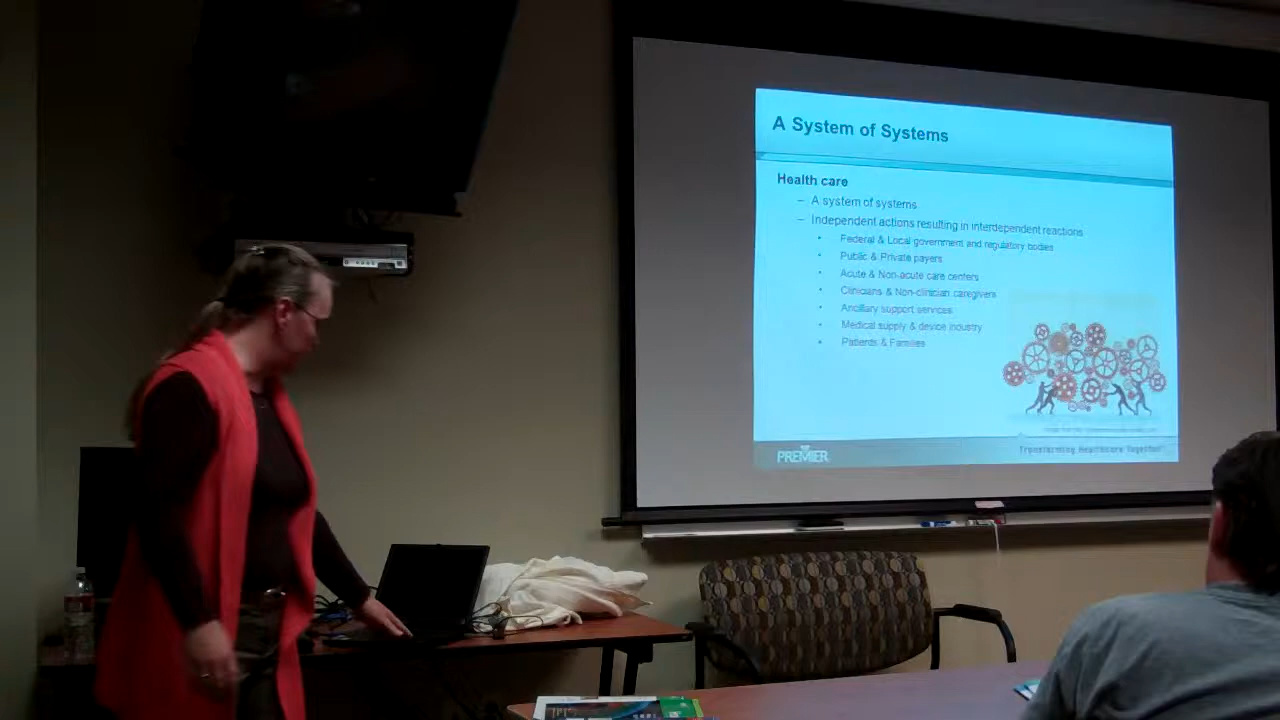 A System of Systems
Health care
– A system of systems
– Independent actions resulting in interdependent reactions
• Federal & Local government and regulatory bodies
• Public & Private payers
• Acute & Non-acute care centers
• Clinicians & Non-clinician caregivers
• Ancillary support services
• Medical supply & device industry
• Patients & Families
PREMIER
Transforming Healthcare Together